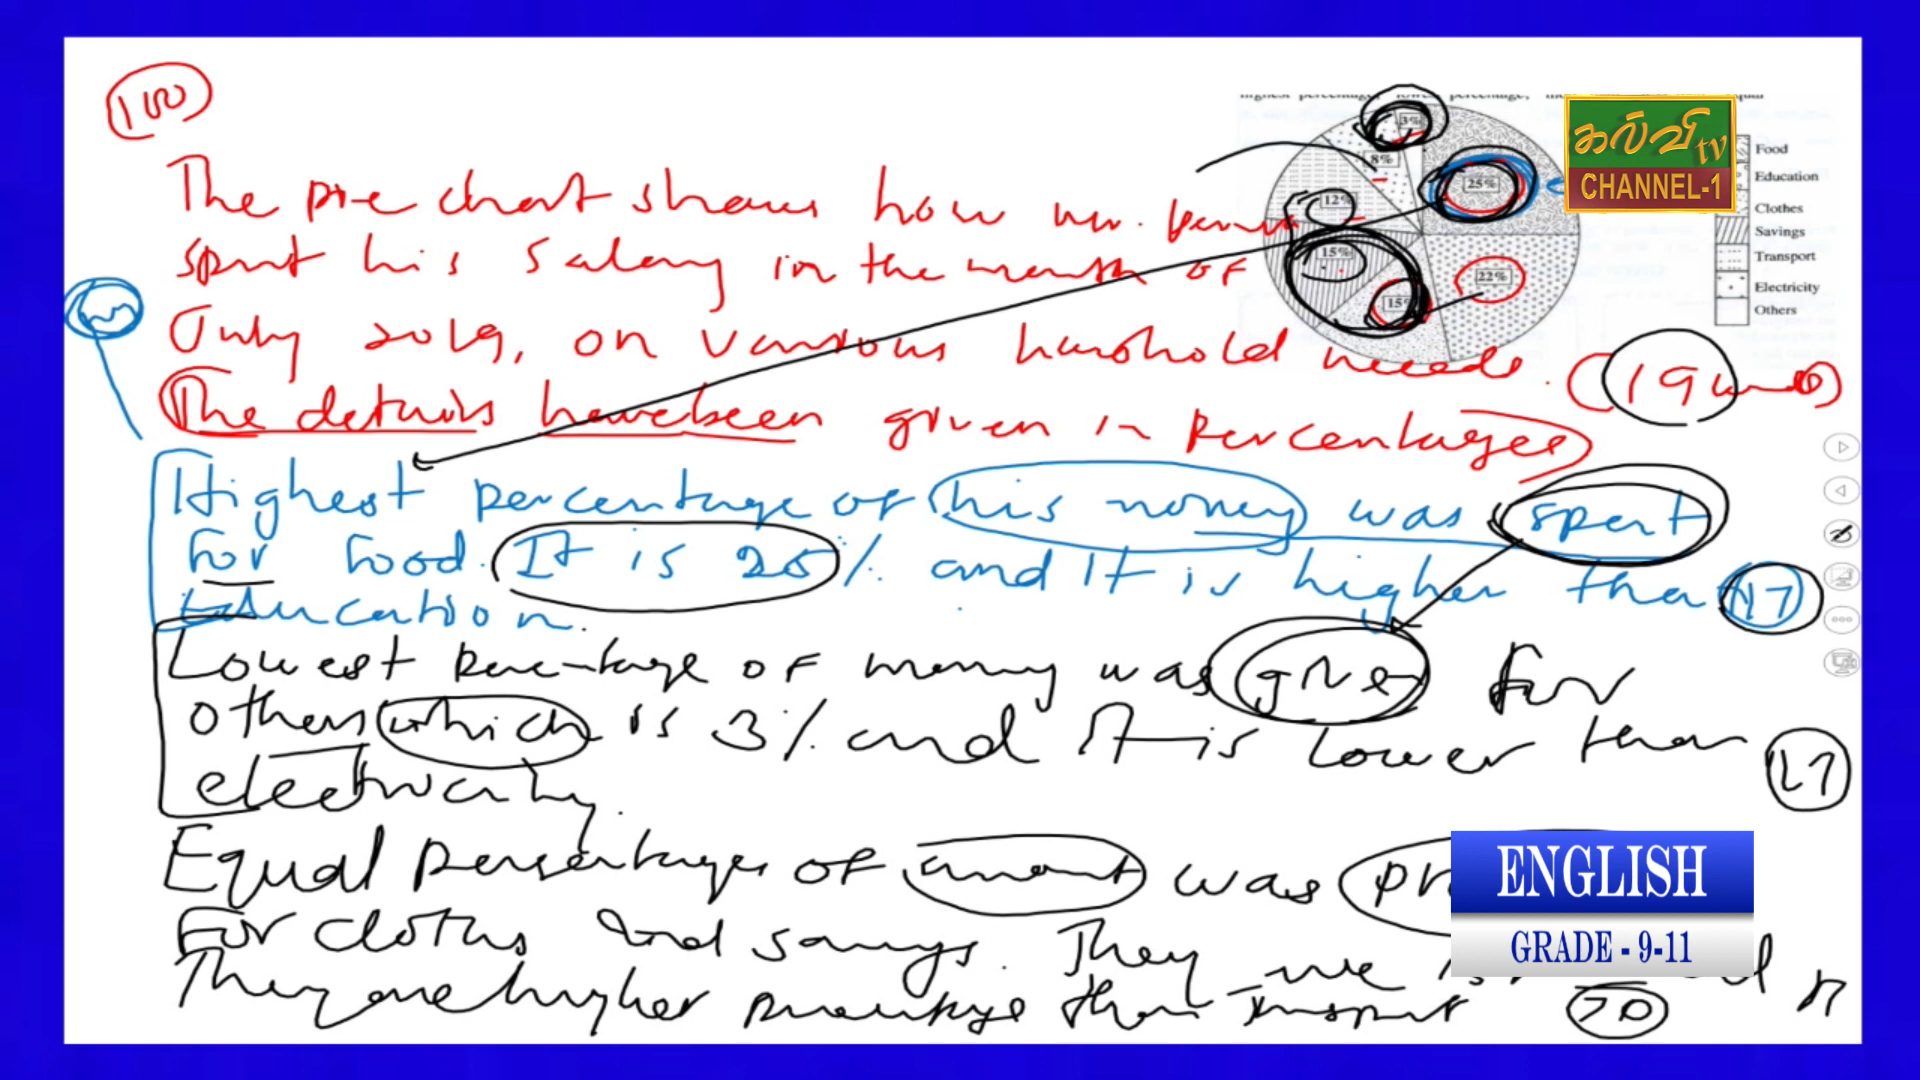 100
The pie chart shows how Mr.
spent his salary in the month of
July 2019, on various household needs.
The details have been given in Percentages
Highest percentage of his money was spent
for Food. It is 25% and It is higher than 17
Education.
Lowest percentage of money was given for
others which is 3% and It is Lower than 17
electricity.
Equal Percentages of amount was
For cloths and savings. They
They are higher percentage than Transport
3%
8%
25%
12%
15%
22%
15%
Food
Education
Clothes
Savings
Transport
Electricity
Others
கல்வி tv
CHANNEL-1
ENGLISH
GRADE - 9-11